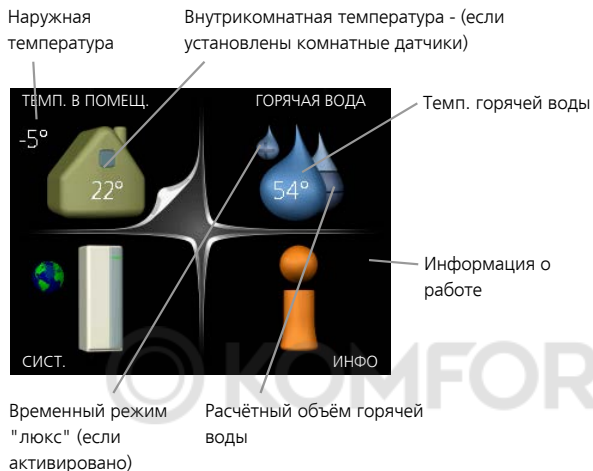 Наружная
температура
Внутрикомнатная температура - (если
установлены комнатные датчики)
ТЕМП. В ПОМЕЩ.
ГОРЯЧАЯ ВОДА
Темп. горячей воды
-5°
22°
54°
Информация о
работе
СИСТ.
ИНФО
KOMFOR
Временный режим
"люкс" (если
активировано)
Расчётный объём горячей
воды